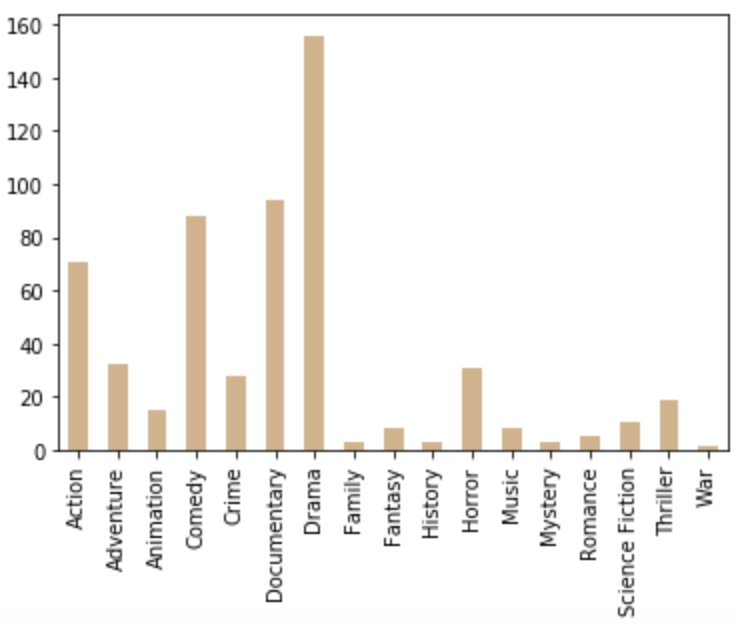 160
140
120
100
80
60
40
20
0
Action
Adventure
Animation
Comedy
Crime
Documentary
Drama
Family
Fantasy
History
Horror
Music
Mystery
Romance
Science Fiction
Thriller
War